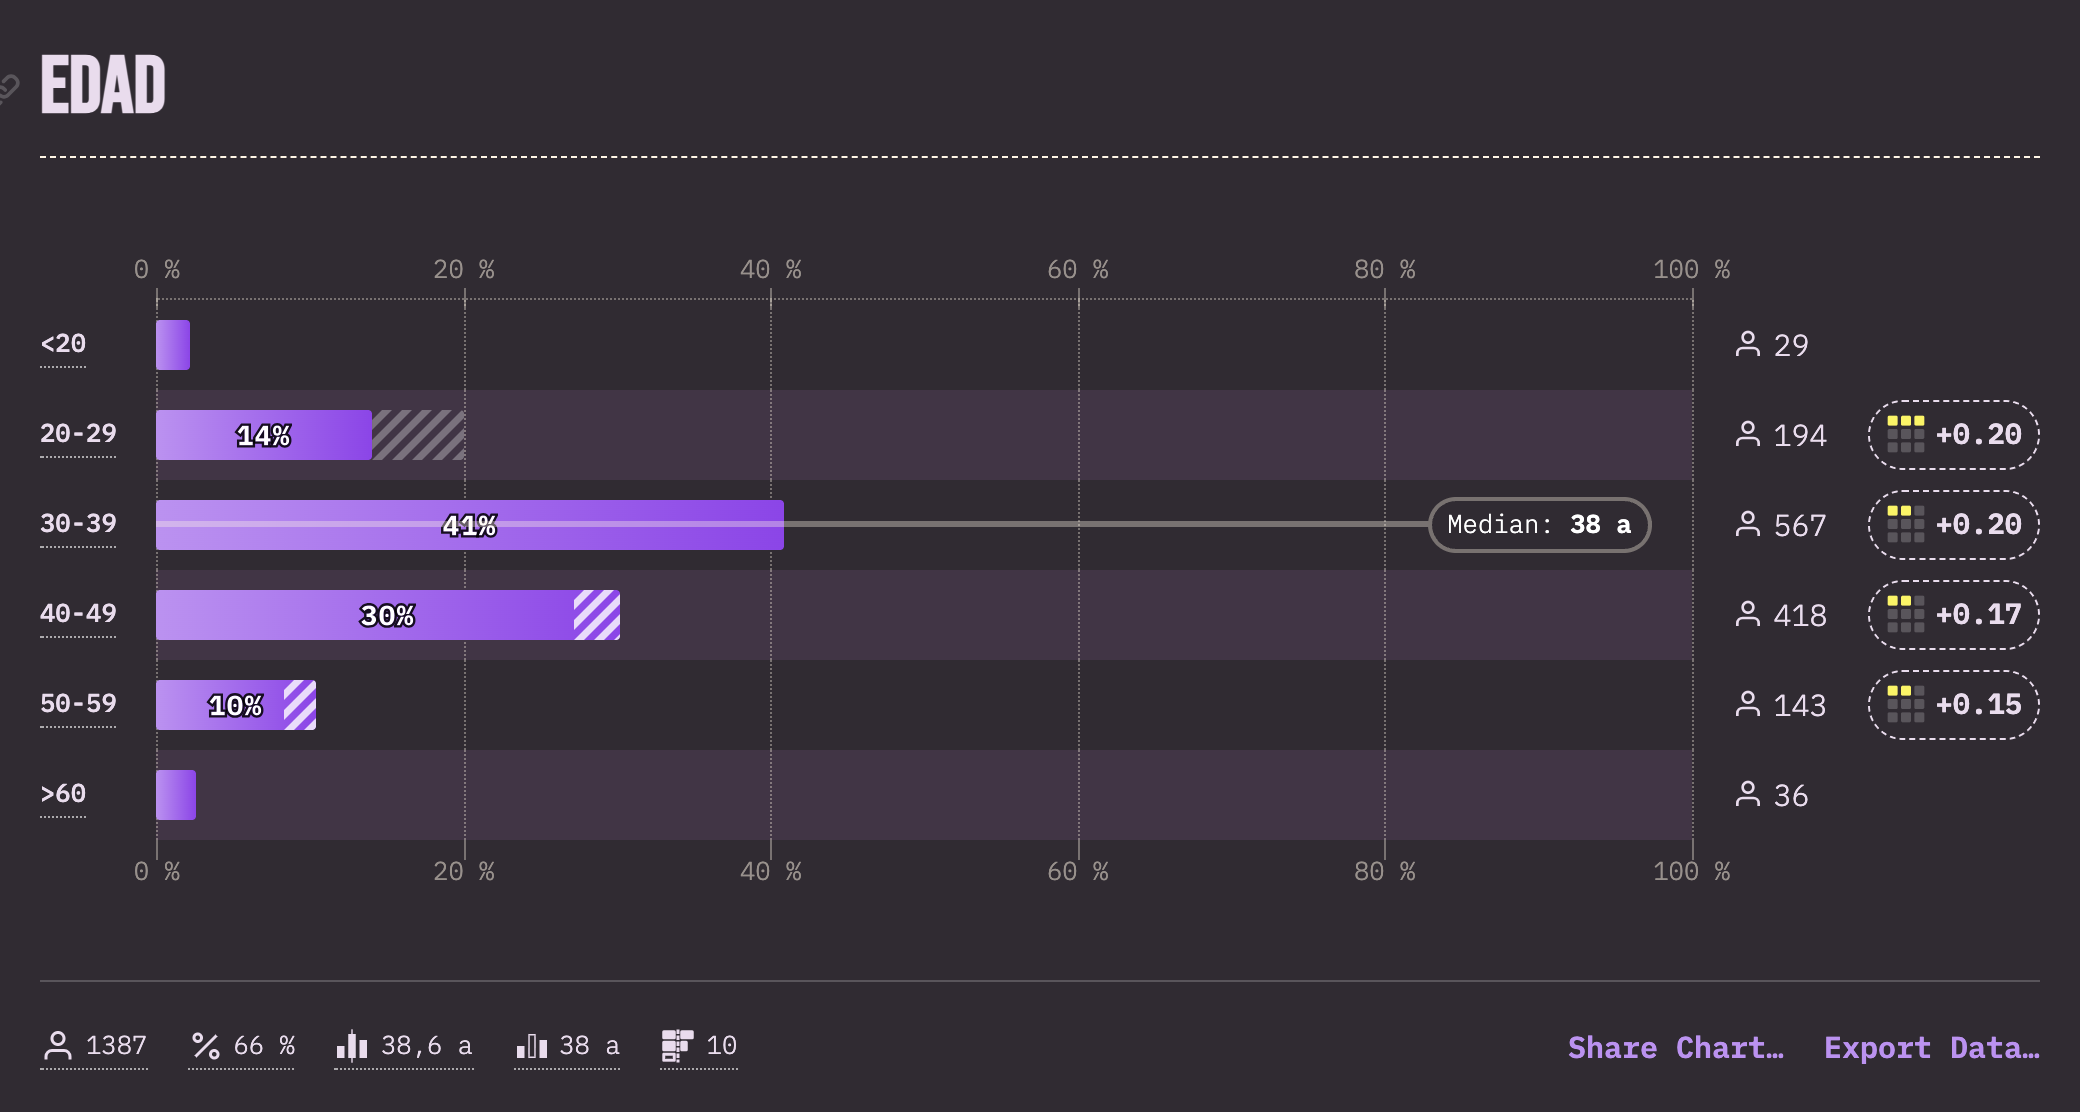 EDAD
0 % 20 % 40 % 60 % 80 % 100 %
<20 29
20-29 14% 194 +0.20
30-39 41% Median: 38 a 567 +0.20
40-49 30% 418 +0.17
50-59 10% 143 +0.15
>60 36
0 % 20 % 40 % 60 % 80 % 100 %
1387 66 % 38,6 a 38 a 10 Share Chart… Export Data…